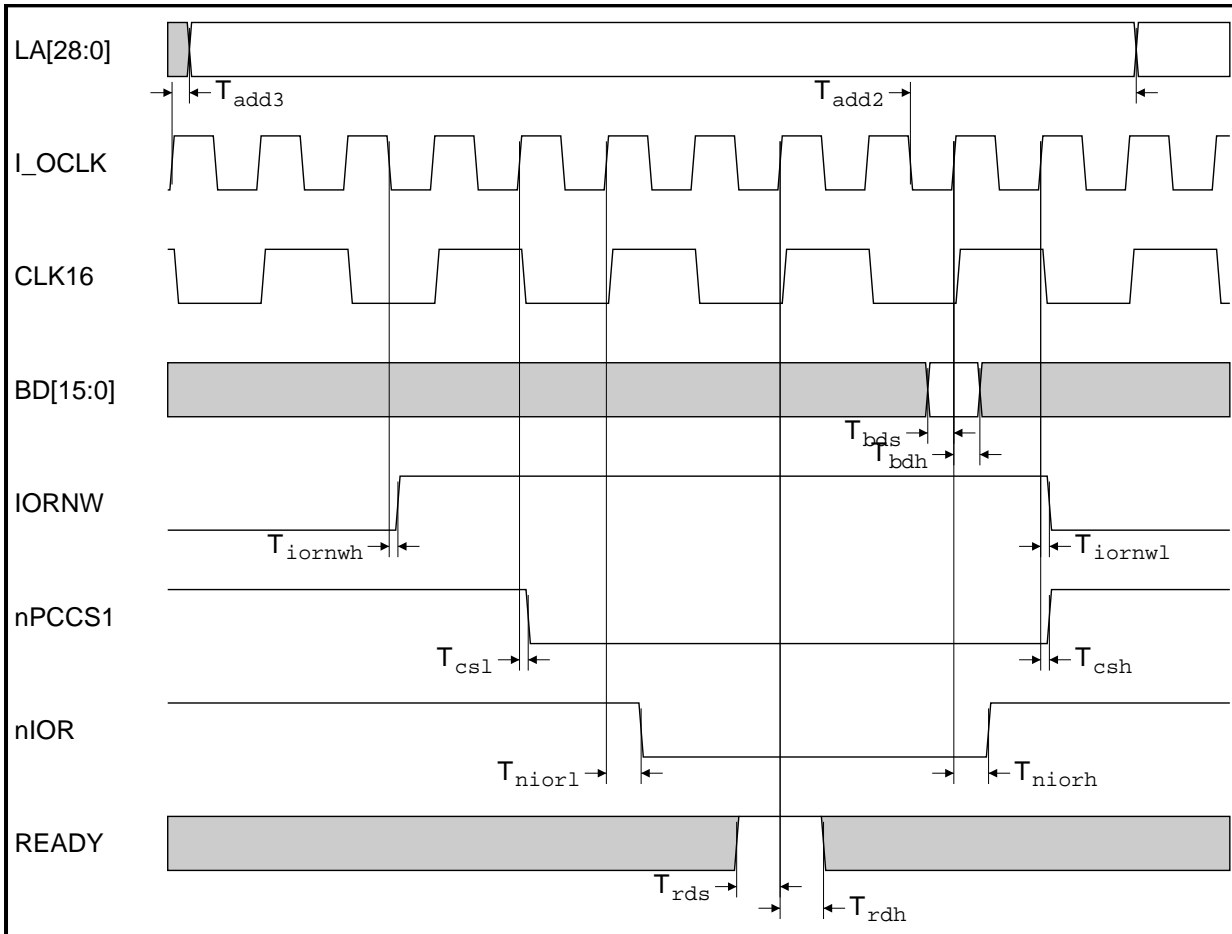 LA[28:0]
Tadd3
Tadd2
I_OCLK
CLK16
BD[15:0]
Tbds
Tbdh
IORNW
Tiornwh
Tiornwl
nPCCS1
Tcsl
Tcsh
nIOR
Tniorl
Tniorh
READY
Trds
Trdh